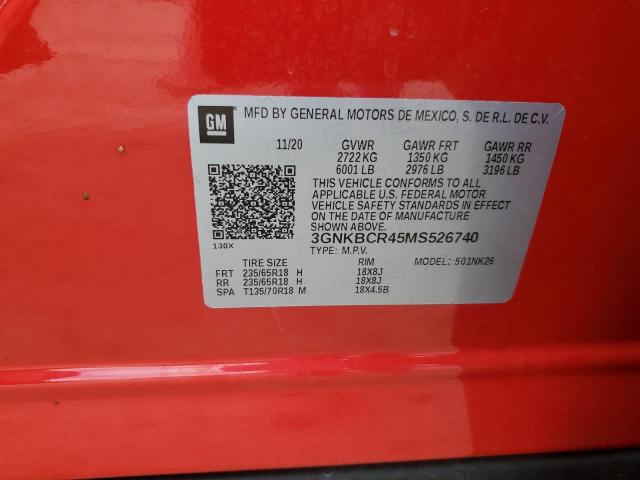 GM
MFD BY GENERAL MOTORS DE MEXICO, S. DE R.L. DE C.V.
11/20 GVWR GAWR FRT GAWR RR
2722 KG 1350 KG 1450 KG
6001 LB 2976 LB 3196 LB
THIS VEHICLE CONFORMS TO ALL
APPLICABLE U.S. FEDERAL MOTOR
VEHICLE SAFETY STANDARDS IN EFFECT
ON THE DATE OF MANUFACTURE
SHOWN ABOVE.
3GNKBCR45MS526740
130X
TYPE: M.P.V. MODEL: 501NK26
TIRE SIZE RIM
FRT 235/65R18 H 18X8J
RR 235/65R18 H 18X8J
SPA T135/70R18 M 18X4.5B